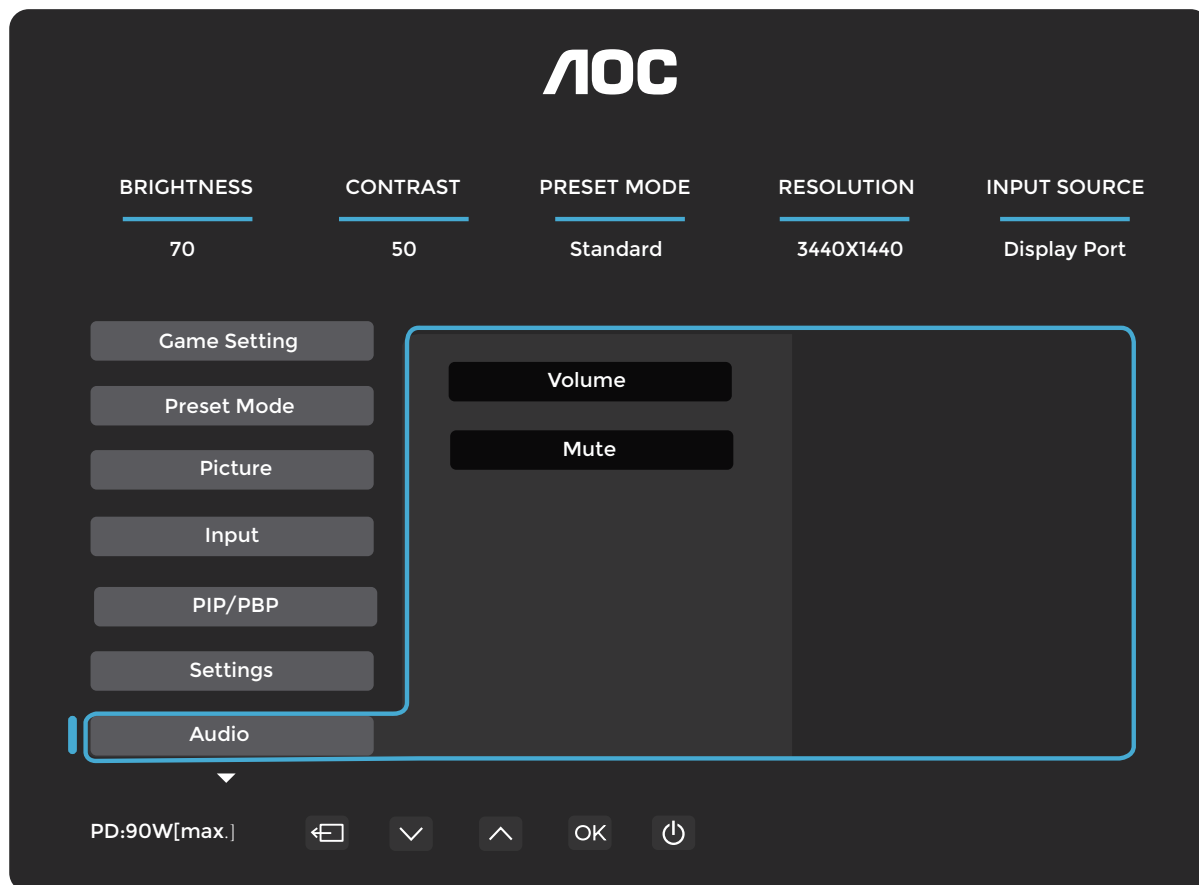 AOC
BRIGHTNESS CONTRAST PRESET MODE RESOLUTION INPUT SOURCE
70 50 Standard 3440X1440 Display Port
Game Setting
Volume
Preset Mode
Mute
Picture
Input
PIP/PBP
Settings
Audio
PD:90W[max.]
OK